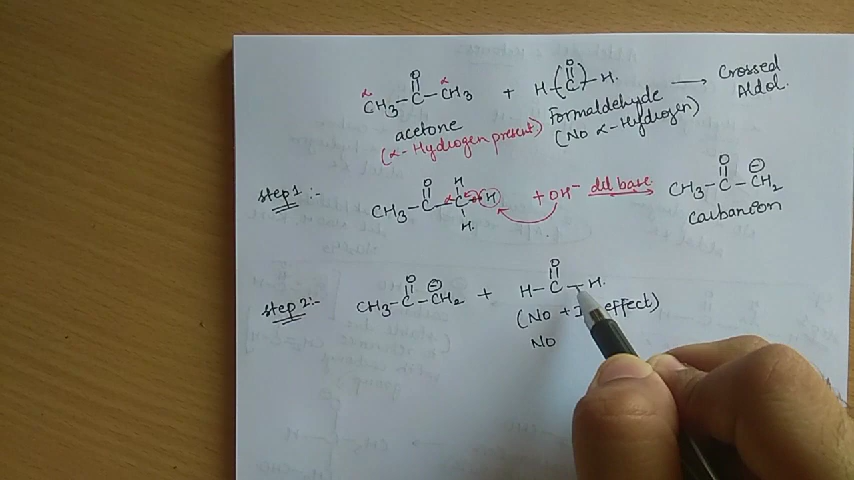 α O α O
CH₃–C–CH₃ + H–(C)–H. → Crossed Aldol.
acetone Formaldehyde
(α-Hydrogen present) (No α-Hydrogen)
O H O ⊖
Step 1:- CH₃–C–αC–H + OH⁻ dil base → CH₃–C–CH₂
H. Carbanion
O ⊖ O
Step 2:- CH₃–C–CH₂ + H–C–H.
(No +I effect)
No